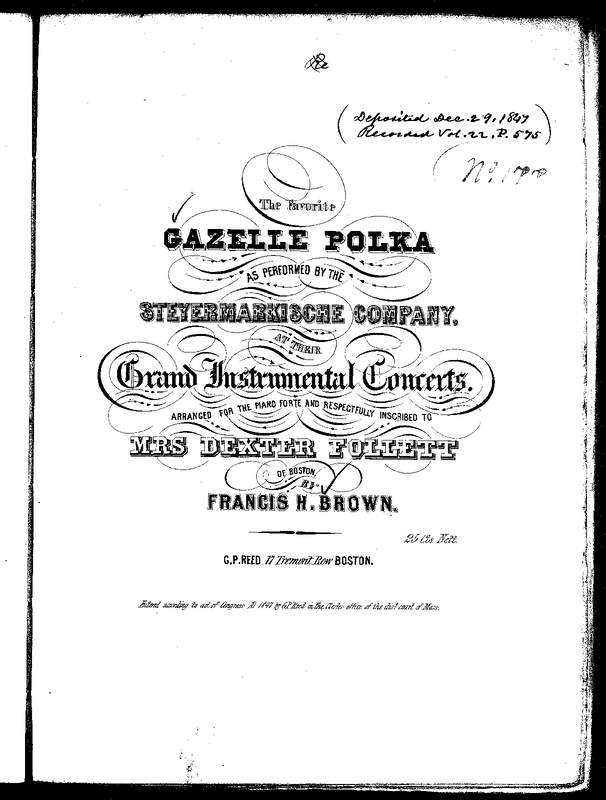 (Deposited Dec. 29, 1847
Recorded Vol. 22. P. 575)
No.
The Favorite
GAZELLE POLKA
AS PERFORMED BY THE
STEYERMARKISCHE COMPANY,
AT THEIR
Grand Instrumental Concerts.
ARRANGED FOR THE PIANO FORTE AND RESPECTFULLY INSCRIBED TO
MRS DEXTER FOLLETT
OF BOSTON,
BY
FRANCIS H. BROWN.
25 Cts Nett.
G.P. REED 17 Tremont Row BOSTON.
Entered according to act of Congress AD 1847 by G.P. Reed in the Clerks office of the dist. court of Mass.